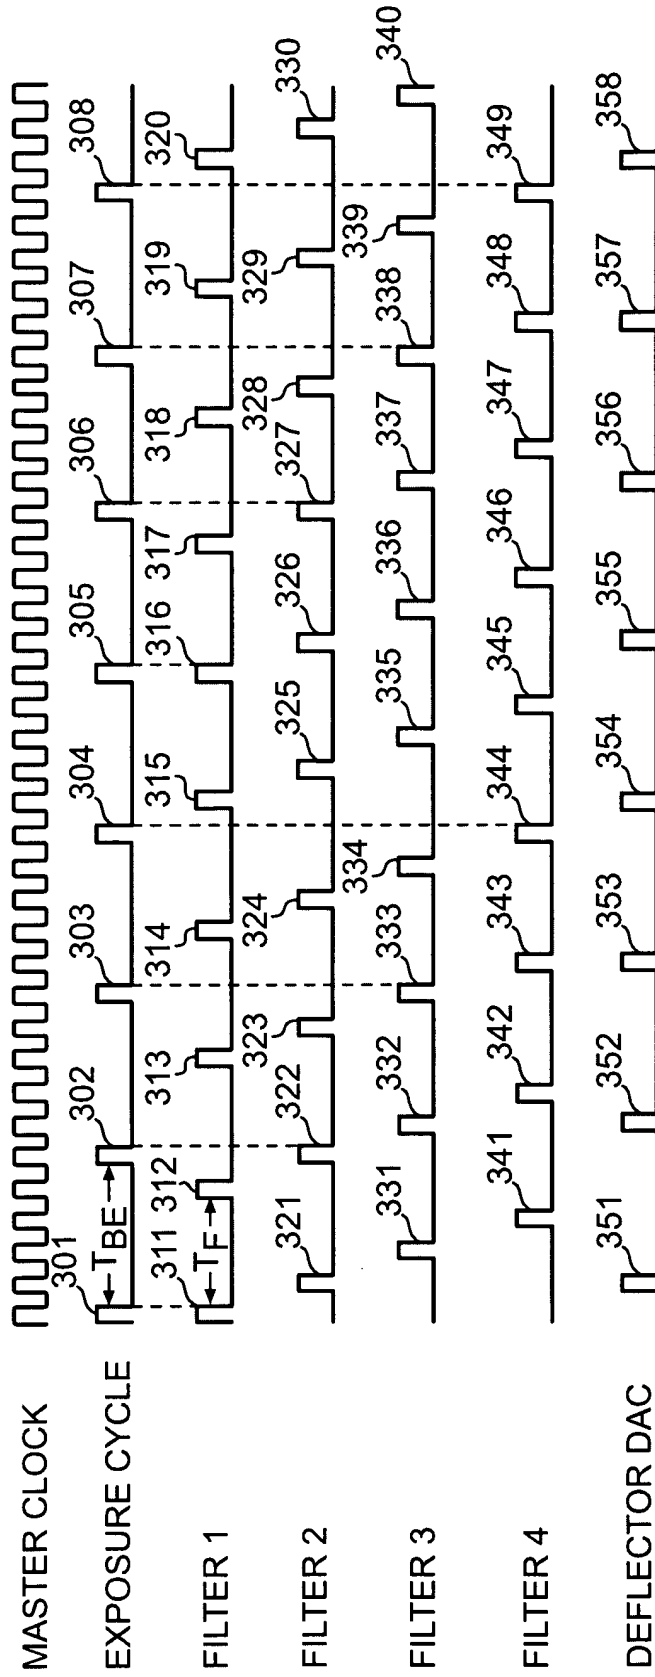 MASTER CLOCK
EXPOSURE CYCLE
301 302 303 304 305 306 307 308
T_BE
FILTER 1
311 312 313 314 315 316 317 318 319 320
T_F
FILTER 2
321 322 323 324 325 326 327 328 329 330
FILTER 3
331 332 333 334 335 336 337 338 339 340
FILTER 4
341 342 343 344 345 346 347 348 349
DEFLECTOR DAC
351 352 353 354 355 356 357 358